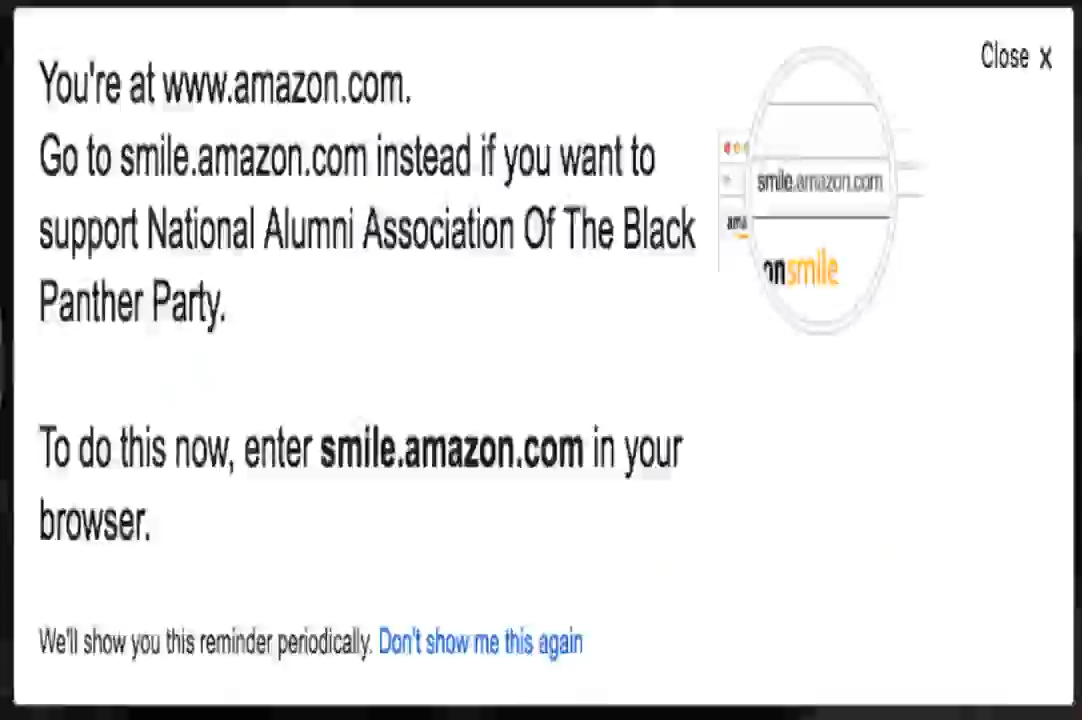 Close x
You're at www.amazon.com.
Go to smile.amazon.com instead if you want to
support National Alumni Association Of The Black
Panther Party.
smile.amazon.com
ama
onsmile
To do this now, enter smile.amazon.com in your
browser.
We'll show you this reminder periodically. Don't show me this again